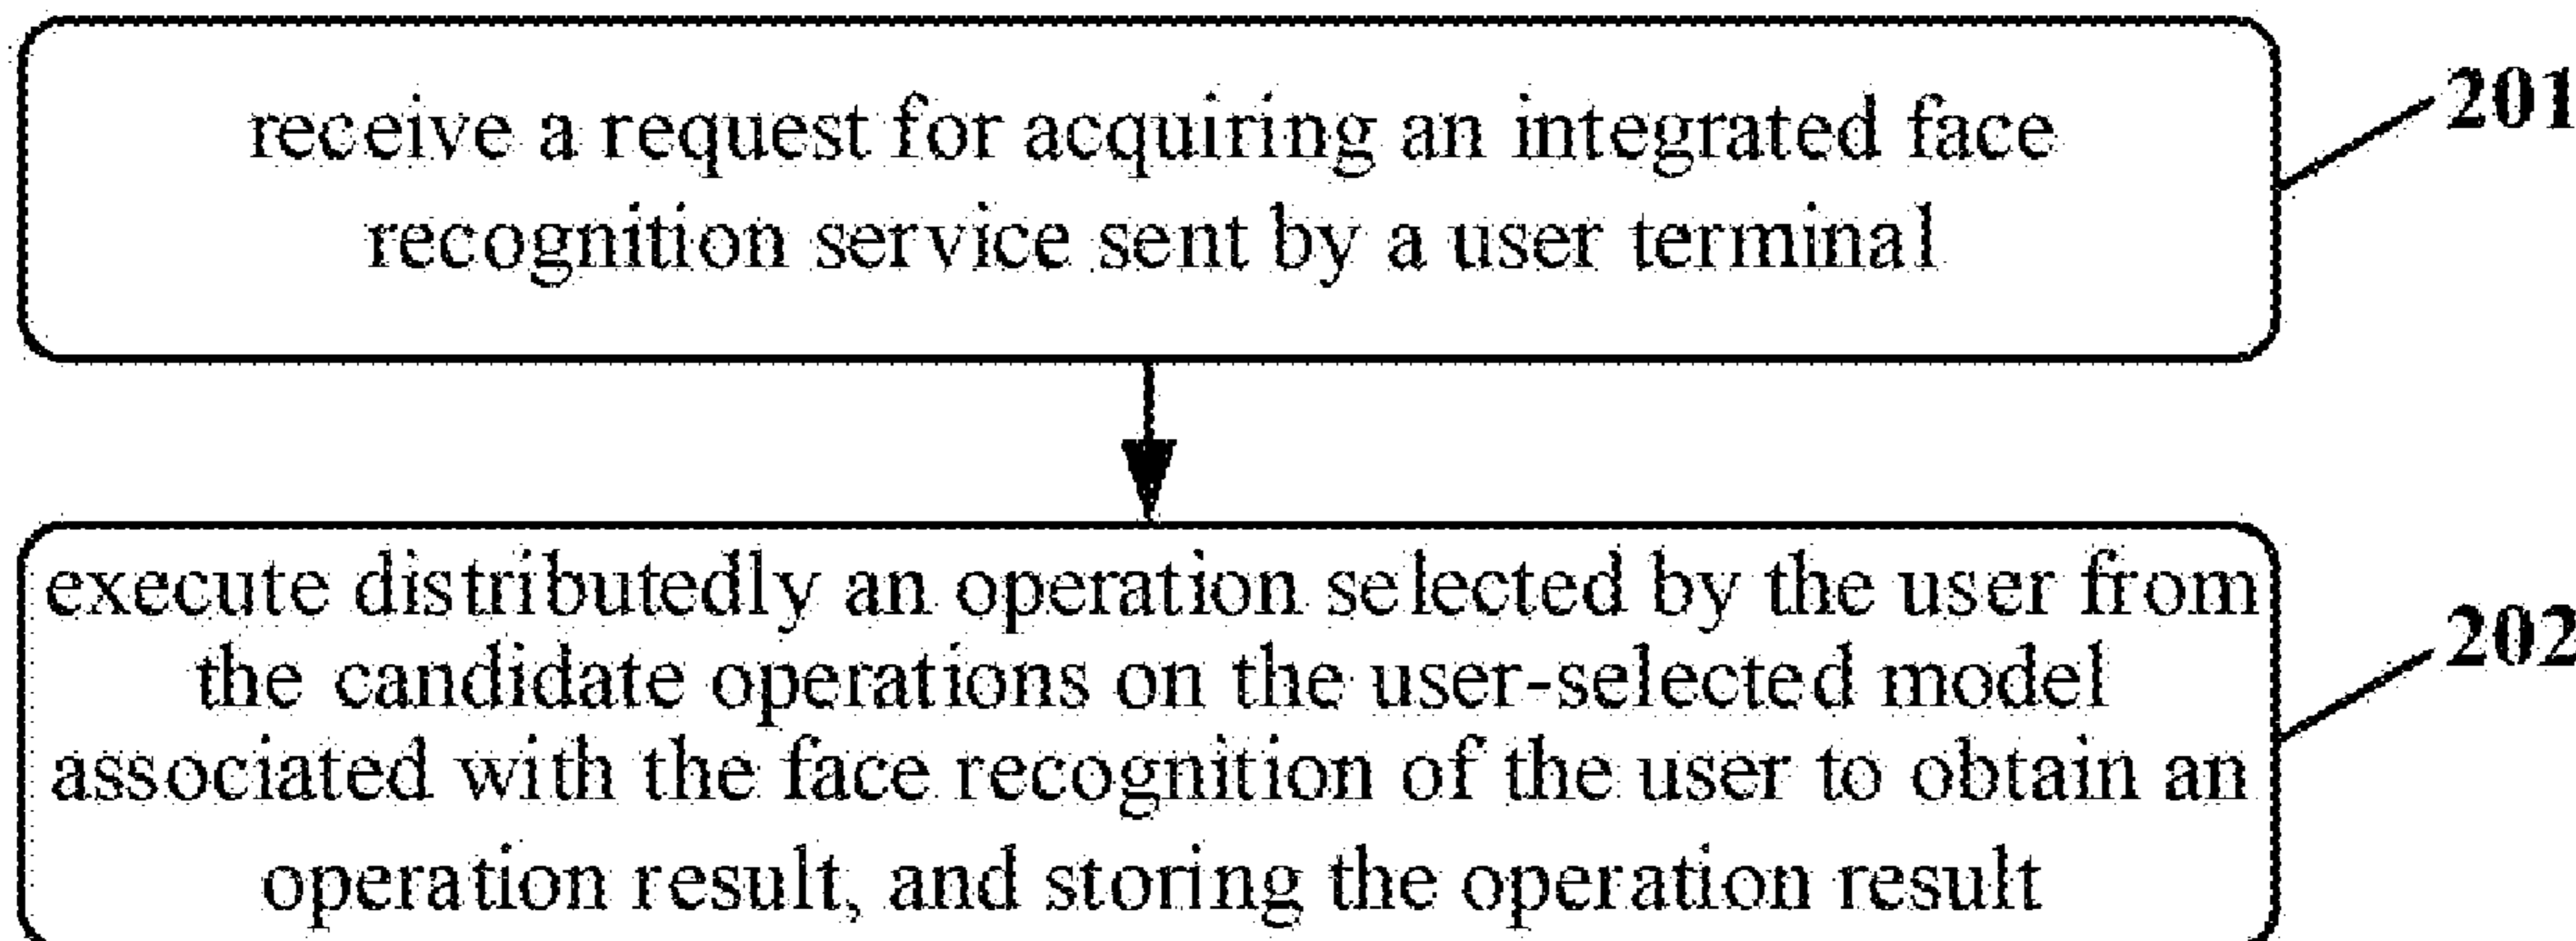 receive a request for acquiring an integrated face
recognition service sent by a user terminal
201
execute distributedly an operation selected by the user from
the candidate operations on the user-selected model
associated with the face recognition of the user to obtain an
operation result, and storing the operation result
202